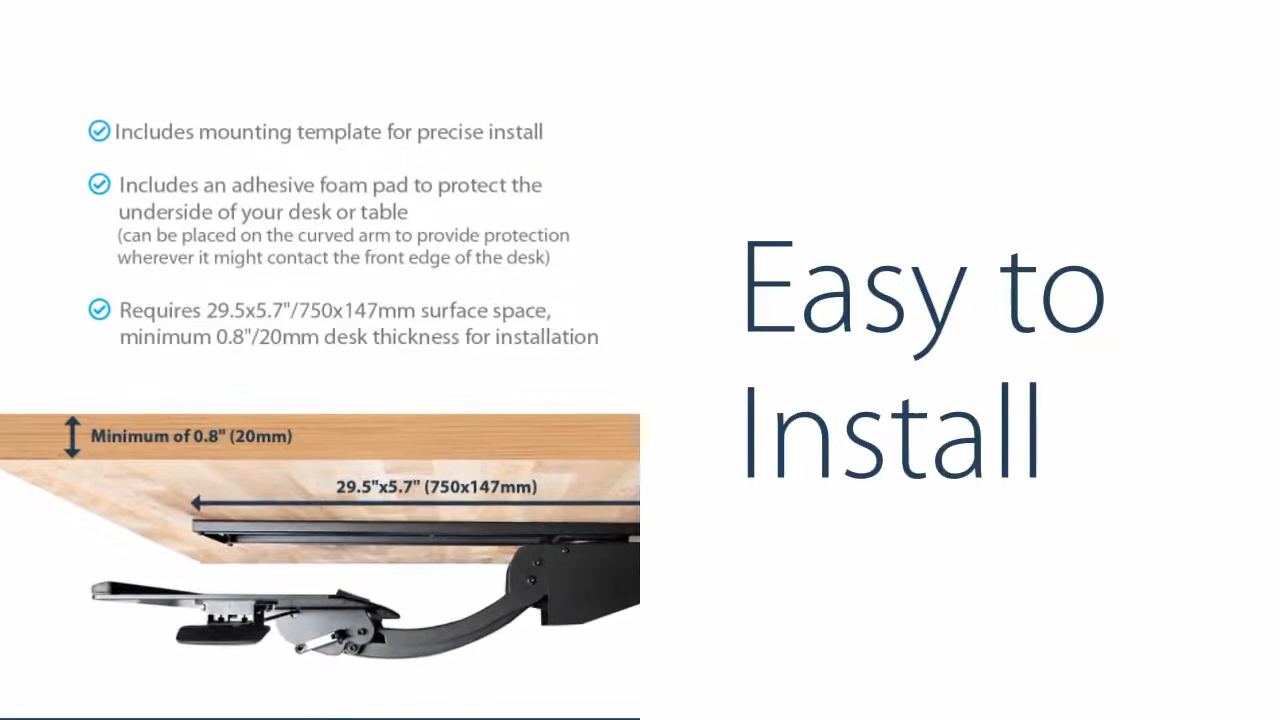 Includes mounting template for precise install
Includes an adhesive foam pad to protect the
underside of your desk or table
(can be placed on the curved arm to provide protection
wherever it might contact the front edge of the desk)
Requires 29.5x5.7"/750x147mm surface space,
minimum 0.8"/20mm desk thickness for installation
Minimum of 0.8" (20mm)
29.5"x5.7" (750x147mm)
Easy to
Install